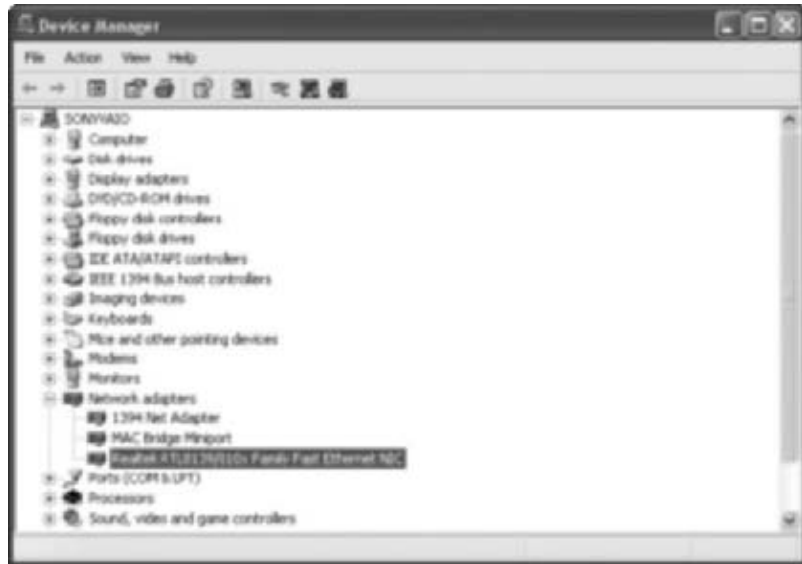 Device Manager
File Action View Help
SONYVAIO
Computer
Disk drives
Display adapters
DVD/CD-ROM drives
Floppy disk controllers
Floppy disk drives
IDE ATA/ATAPI controllers
IEEE 1394 Bus host controllers
Imaging devices
Keyboards
Mice and other pointing devices
Modems
Monitors
Network adapters
1394 Net Adapter
MAC Bridge Miniport
Realtek Family Fast Ethernet NIC
Ports (COM & LPT)
Processors
Sound, video and game controllers